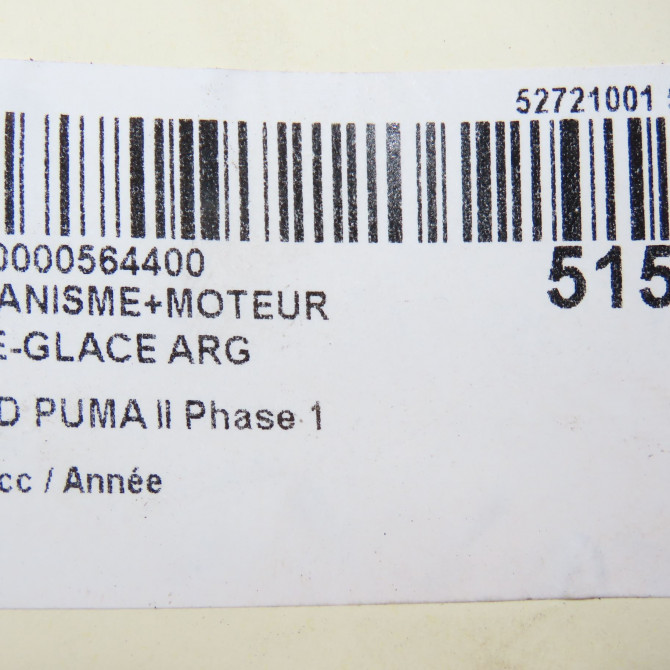 52721001
0000564400
515
ANISME+MOTEUR
E-GLACE ARG
D PUMA II Phase 1
cc / Année